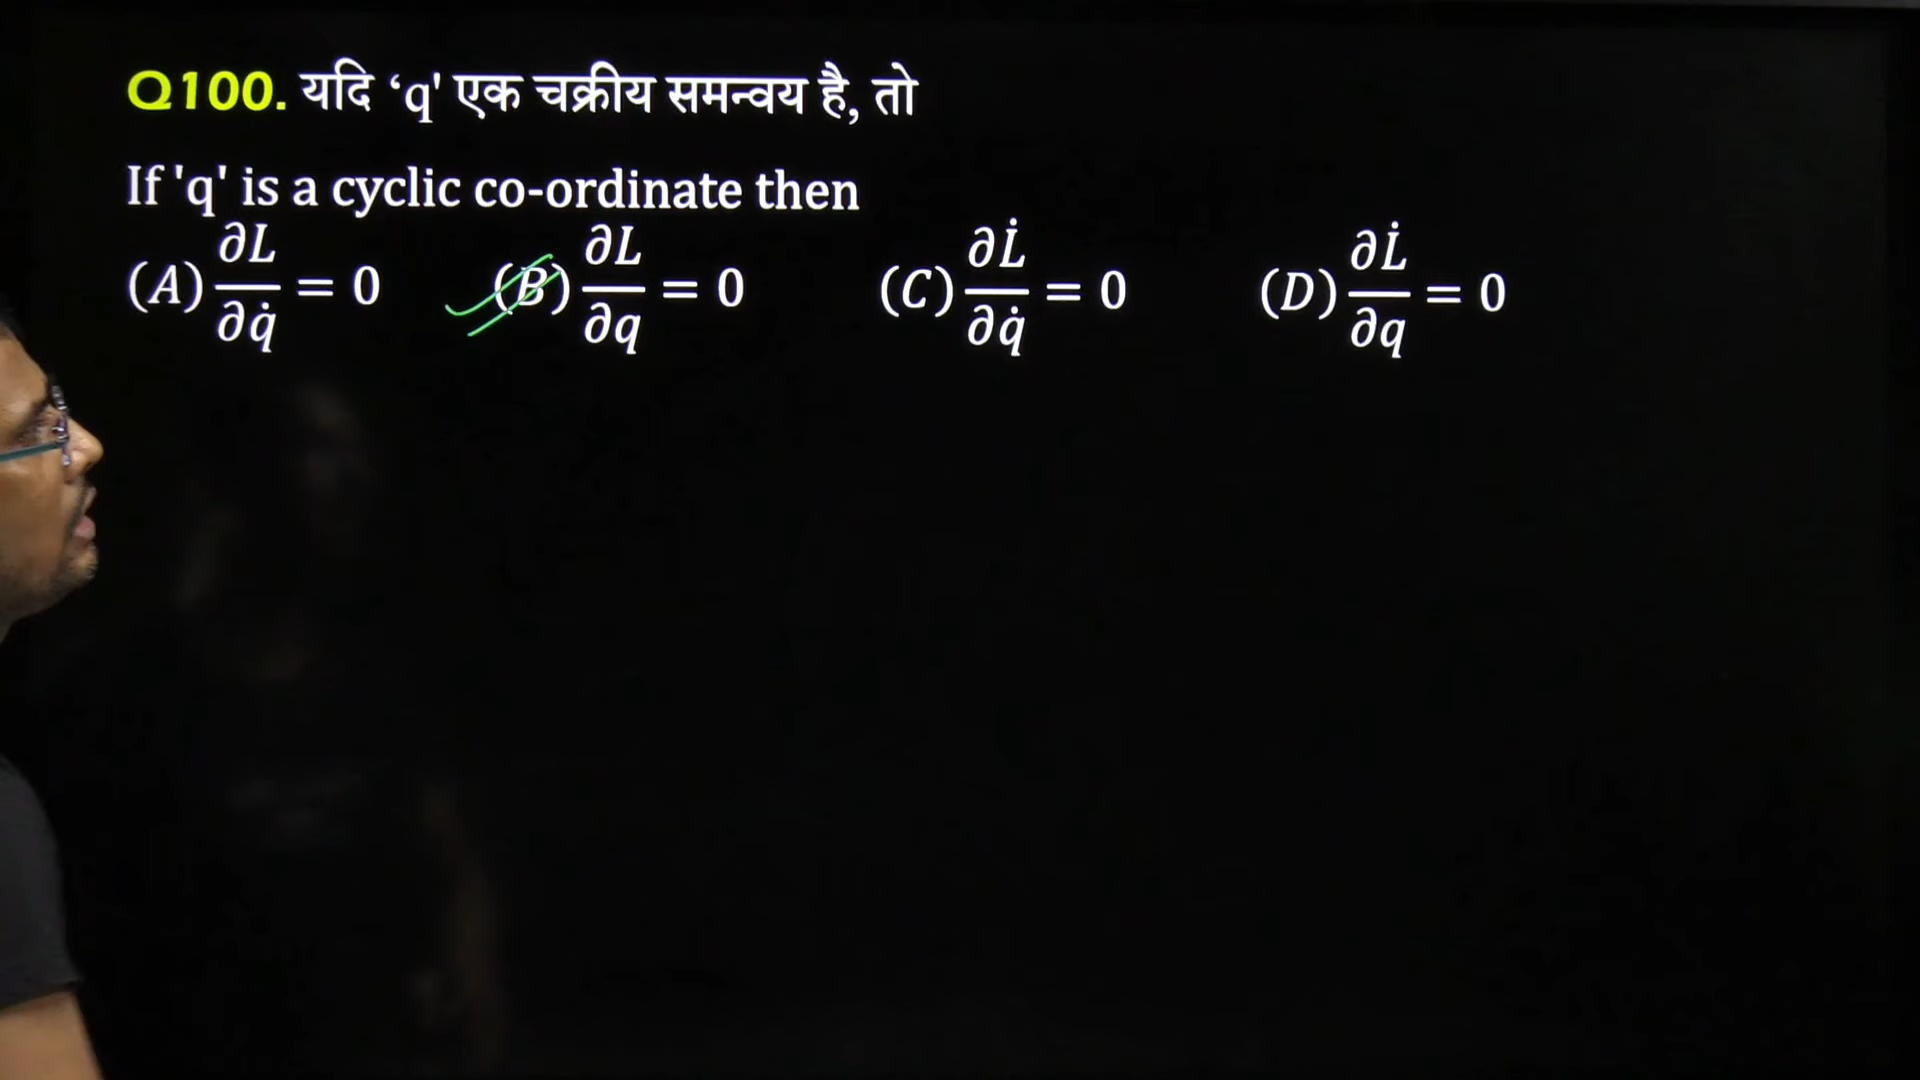 Q100. यदि ‘q' एक चक्रीय समन्वय है, तो
If 'q' is a cyclic co-ordinate then
(A) ∂L/∂q̇ = 0 (B) ∂L/∂q = 0 (C) ∂L̇/∂q̇ = 0 (D) ∂L̇/∂q = 0